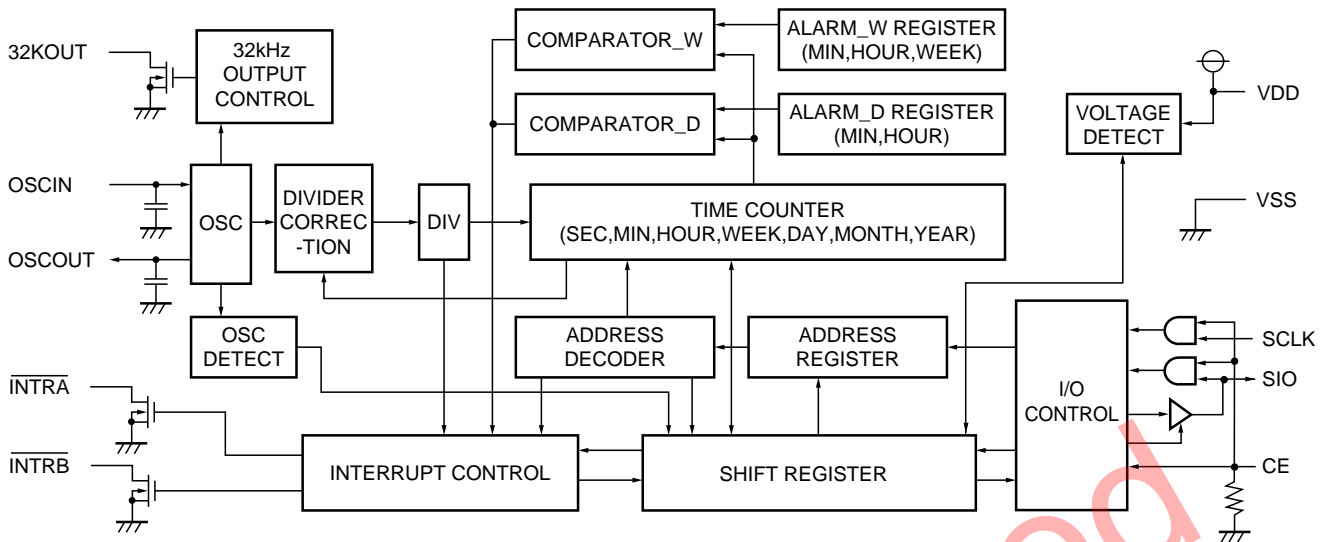 32KOUT
32kHz
OUTPUT
CONTROL
COMPARATOR_W
ALARM_W REGISTER
(MIN,HOUR,WEEK)
COMPARATOR_D
ALARM_D REGISTER
(MIN,HOUR)
VOLTAGE
DETECT
VDD
VSS
OSCIN
OSCOUT
OSC
DIVIDER
CORREC
-TION
DIV
TIME COUNTER
(SEC,MIN,HOUR,WEEK,DAY,MONTH,YEAR)
OSC
DETECT
ADDRESS
DECODER
ADDRESS
REGISTER
I/O
CONTROL
SCLK
SIO
CE
INTRA
INTRB
INTERRUPT CONTROL
SHIFT REGISTER